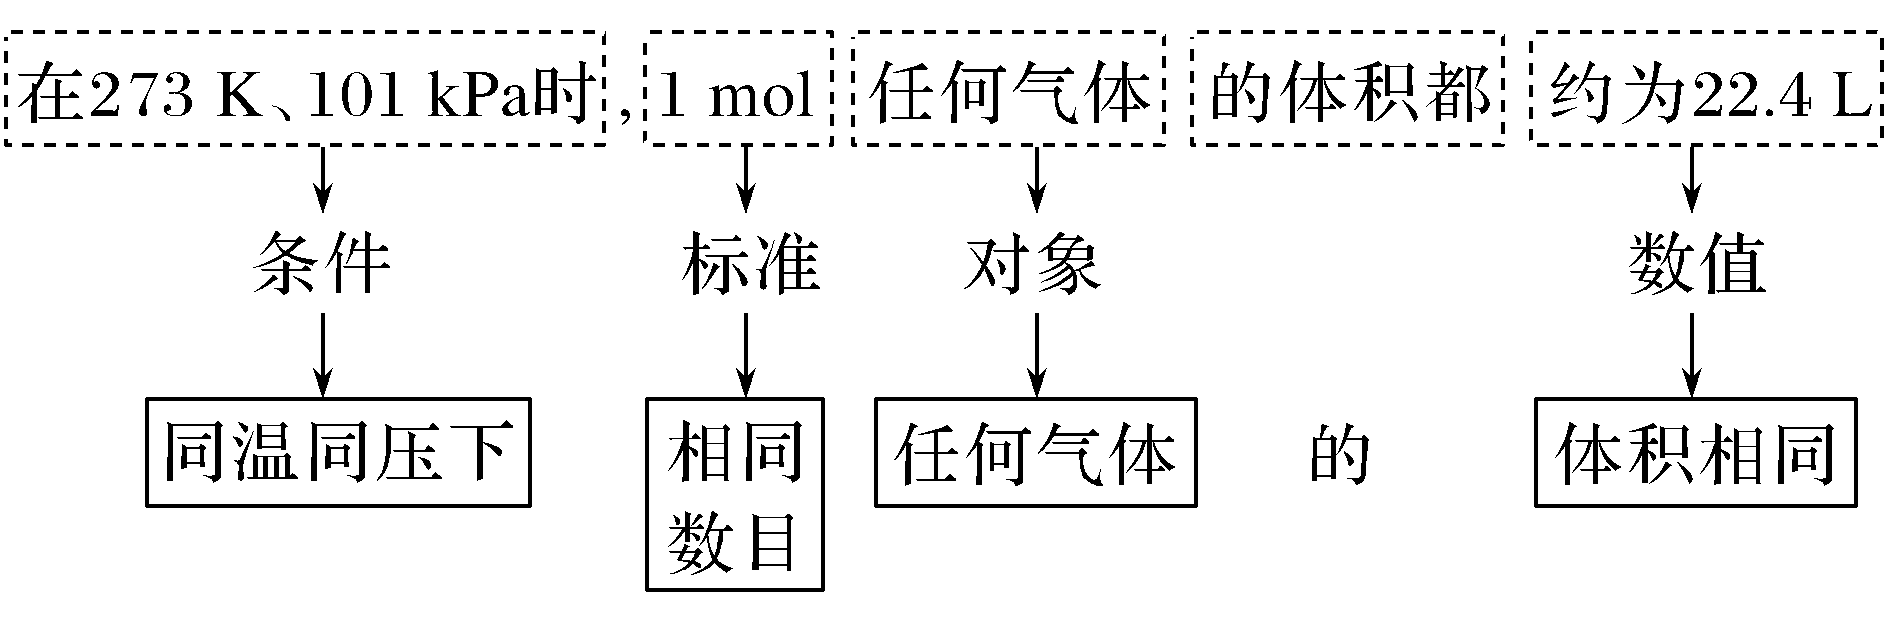 在273 K、101 kPa时,1 mol 任何气体 的体积都 约为22.4 L
条件 标准 对象 数值
同温同压下 相同 任何气体 的 体积相同
数目